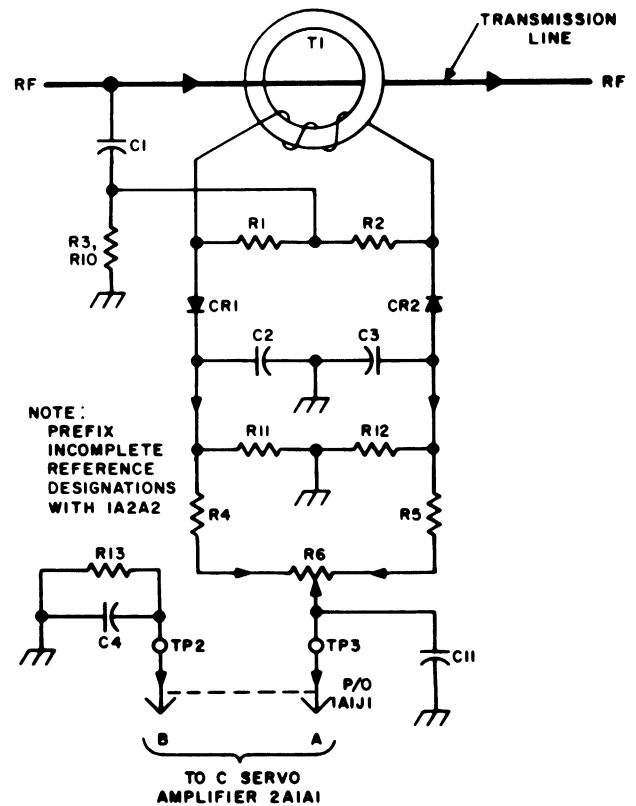 TRANSMISSION
LINE
T1
RF
RF
C1
R1
R2
R3,
R10
CR1
CR2
C2
C3
NOTE:
PREFIX
INCOMPLETE
REFERENCE
DESIGNATIONS
WITH 1A2A2
R11
R12
R4
R5
R13
R6
C4
TP2
TP3
C11
P/O
1A1J1
B
A
TO C SERVO
AMPLIFIER 2A1A1